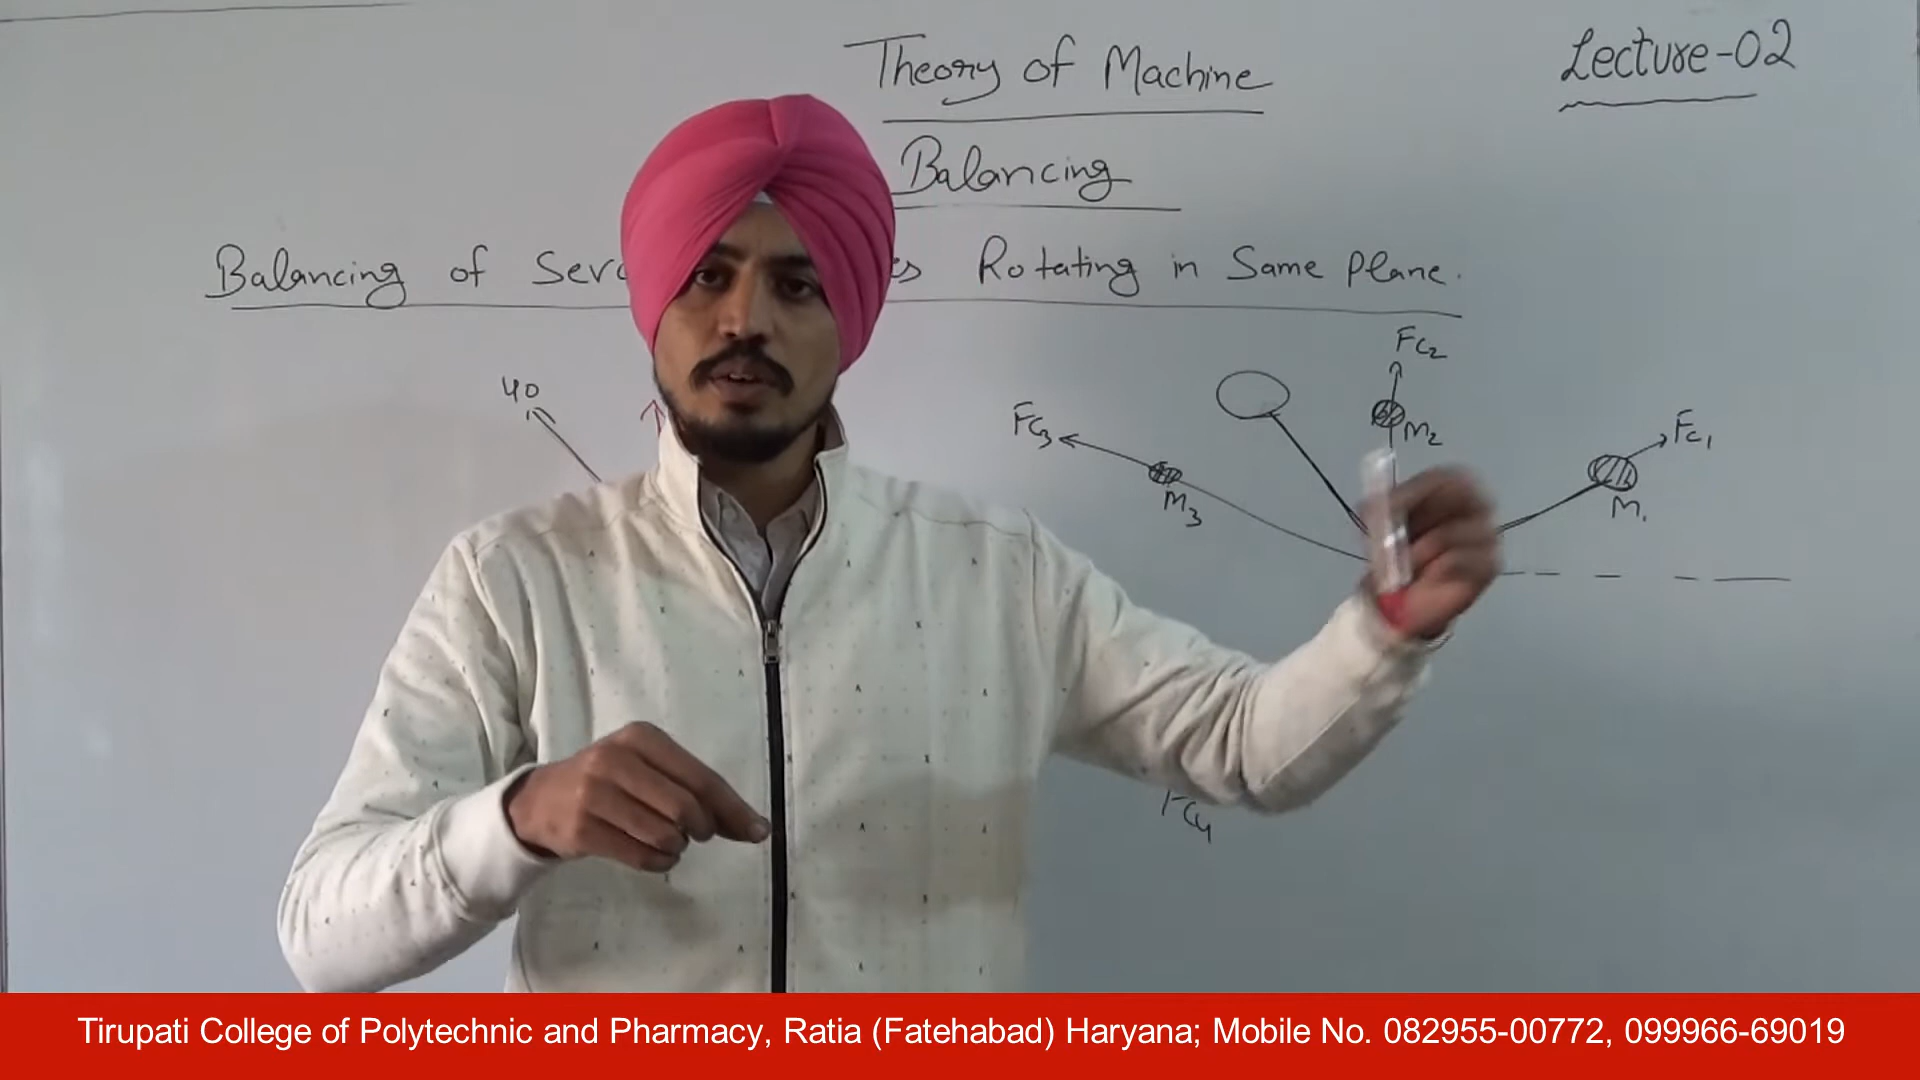 Theory of Machine
Lecture-02
Balancing
Balancing of Rotating in Same Plane.
40
Fc3
M3
Fc2
M2
Fc1
M1
Fc4
Tirupati College of Polytechnic and Pharmacy, Ratia (Fatehabad) Haryana; Mobile No. 082955-00772, 099966-69019